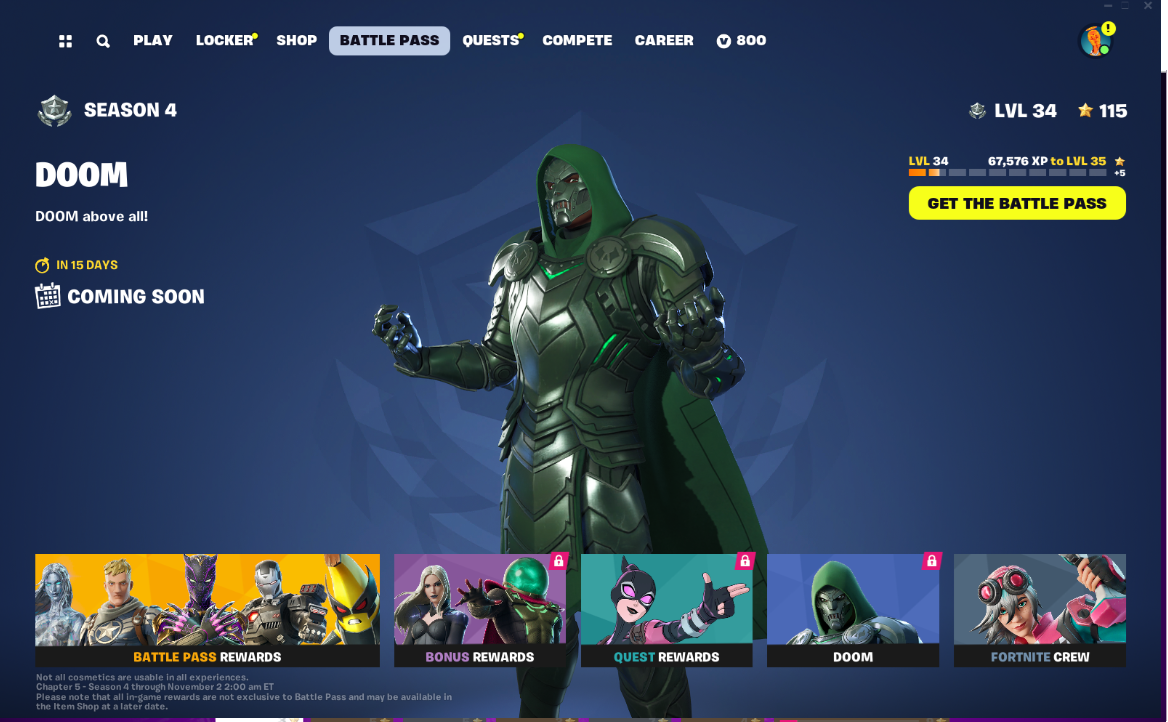 PLAY LOCKER SHOP BATTLE PASS QUESTS COMPETE CAREER 800
!
SEASON 4
LVL 34 115
DOOM
DOOM above all!
LVL 34 67,576 XP to LVL 35
+5
GET THE BATTLE PASS
IN 15 DAYS
COMING SOON
BATTLE PASS REWARDS
BONUS REWARDS
QUEST REWARDS
DOOM
FORTNITE CREW
Not all cosmetics are usable in all experiences.
Chapter 5 - Season 4 through November 2 2:00 am ET
Please note that all in-game rewards are not exclusive to Battle Pass and may be available in
the Item Shop at a later date.